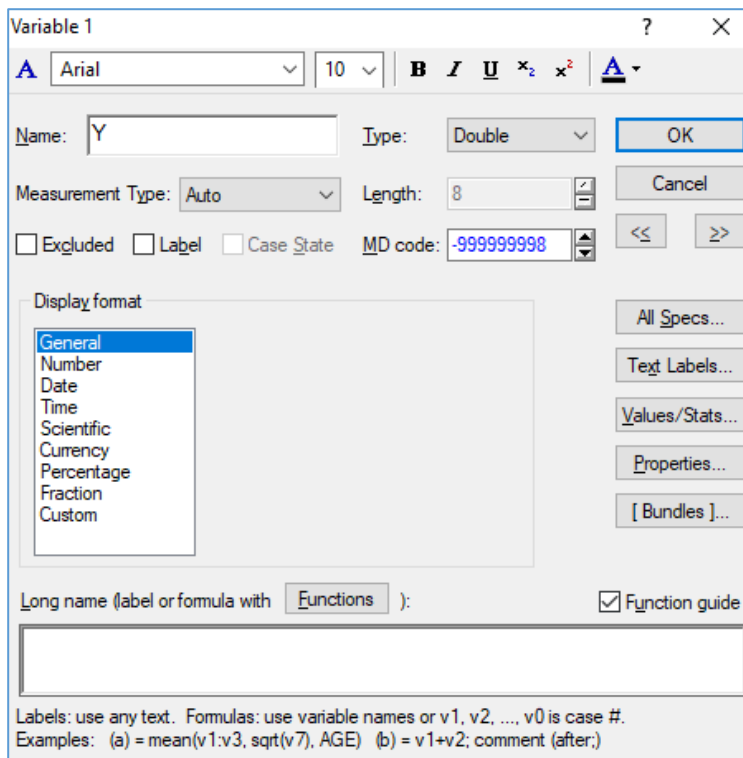 Variable 1 ?
A Arial 10 B I U x₂ x² A
Name: Y Type: Double OK
Measurement Type: Auto Length: 8 Cancel
Excluded Label Case State MD code: -999999998 << >>
Display format
General
Number
Date
Time
Scientific
Currency
Percentage
Fraction
Custom
All Specs...
Text Labels...
Values/Stats...
Properties...
[ Bundles ]...
Long name (label or formula with Functions ): Function guide
Labels: use any text. Formulas: use variable names or v1, v2, ..., v0 is case #.
Examples: (a) = mean(v1:v3, sqrt(v7), AGE) (b) = v1+v2; comment (after;)